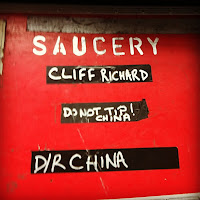 SAUCERY
CLIFF RICHARD
DO NOT TIP!
CHINA
D/R CHINA